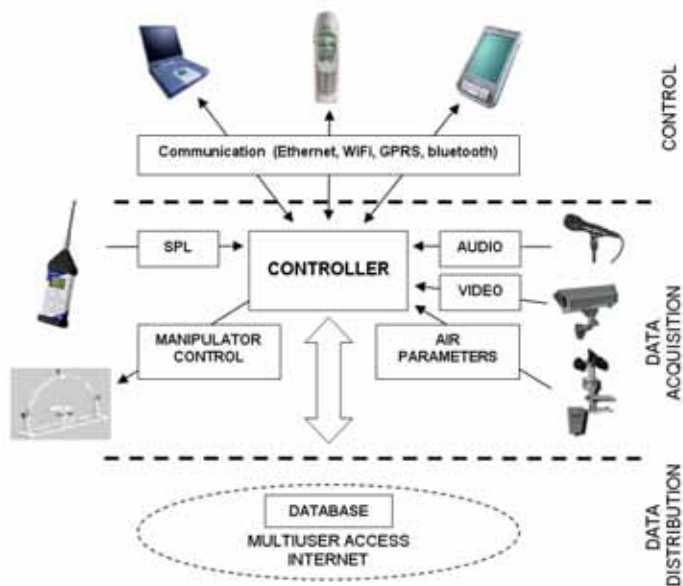 CONTROL
Communication (Ethernet, WiFi, GPRS, bluetooth)
SPL
CONTROLLER
AUDIO
VIDEO
MANIPULATOR
CONTROL
AIR
PARAMETERS
DATA
ACQUISITION
DATABASE
MULTIUSER ACCESS
INTERNET
DATA
DISTRIBUTION